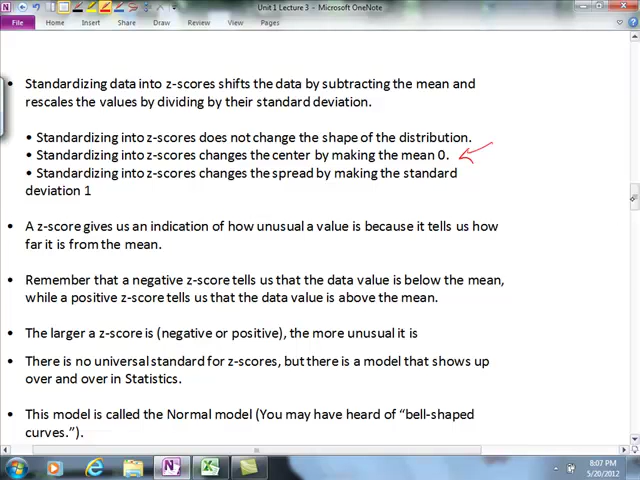 Unit 1 Lecture 3 - Microsoft OneNote
File
Home
Insert
Share
Draw
Review
View
• Standardizing data into z-scores shifts the data by subtracting the mean and
rescales the values by dividing by their standard deviation.
• Standardizing into z-scores does not change the shape of the distribution.
• Standardizing into z-scores changes the center by making the mean 0.
• Standardizing into z-scores changes the spread by making the standard
deviation 1
• A z-score gives us an indication of how unusual a value is because it tells us how
far it is from the mean.
• Remember that a negative z-score tells us that the data value is below the mean,
while a positive z-score tells us that the data value is above the mean.
• The larger a z-score is (negative or positive), the more unusual it is
• There is no universal standard for z-scores, but there is a model that shows up
over and over in Statistics.
• This model is called the Normal model (You may have heard of “bell-shaped
curves.”).
8:07 PM
5/20/2012